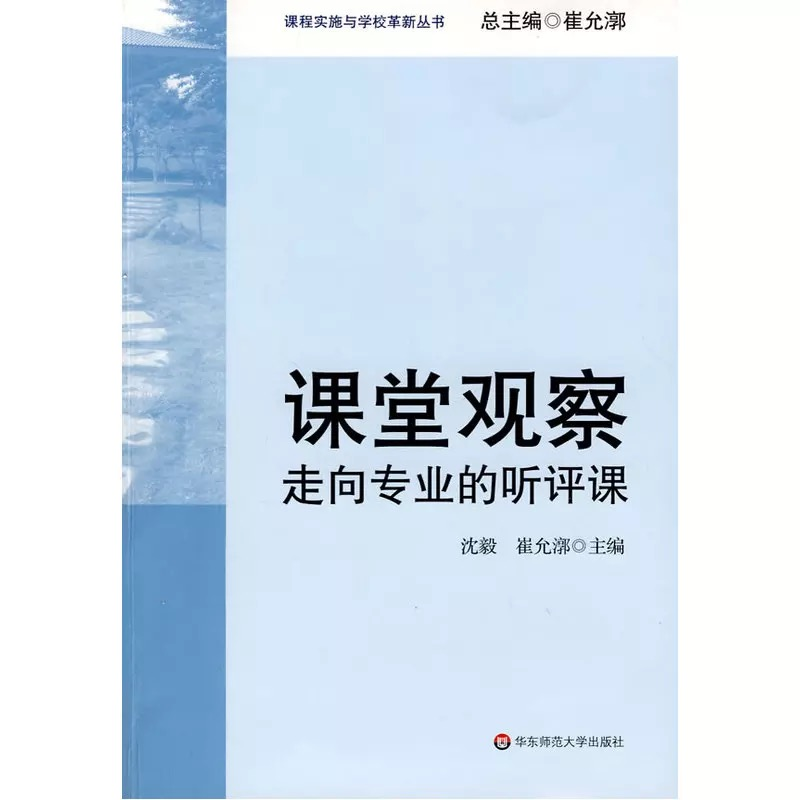 课程实施与学校革新丛书 总主编◎崔允漷
课堂观察
走向专业的听评课
沈毅 崔允漷◎主编
华东师范大学出版社